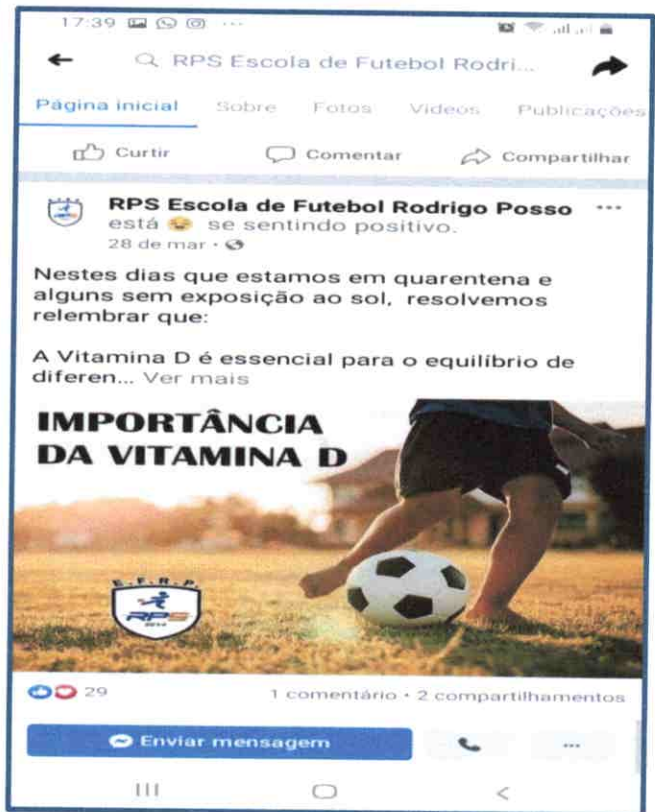 17:39
RPS Escola de Futebol Rodri...
Página inicial Sobre Fotos Vídeos Publicações
Curtir Comentar Compartilhar
RPS Escola de Futebol Rodrigo Posso ...
está se sentindo positivo.
28 de mar
Nestes dias que estamos em quarentena e
alguns sem exposição ao sol, resolvemos
relembrar que:
A Vitamina D é essencial para o equilíbrio de
diferen... Ver mais
IMPORTÂNCIA
DA VITAMINA D
E.F.R.P.
RPS
2014
29 1 comentário • 2 compartilhamentos
Enviar mensagem